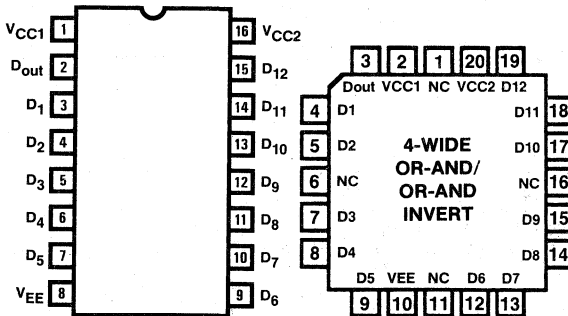 VCC1 1 16 VCC2
Dout 2 15 D12
D1 3 14 D11
D2 4 13 D10
D3 5 12 D9
D4 6 11 D8
D5 7 10 D7
VEE 8 9 D6
3 2 1 20 19
Dout VCC1 NC VCC2 D12
4 D1 D11 18
5 D2 D10 17
6 NC NC 16
7 D3 D9 15
8 D4 D8 14
4-WIDE
OR-AND/
OR-AND
INVERT
D5 VEE NC D6 D7
9 10 11 12 13